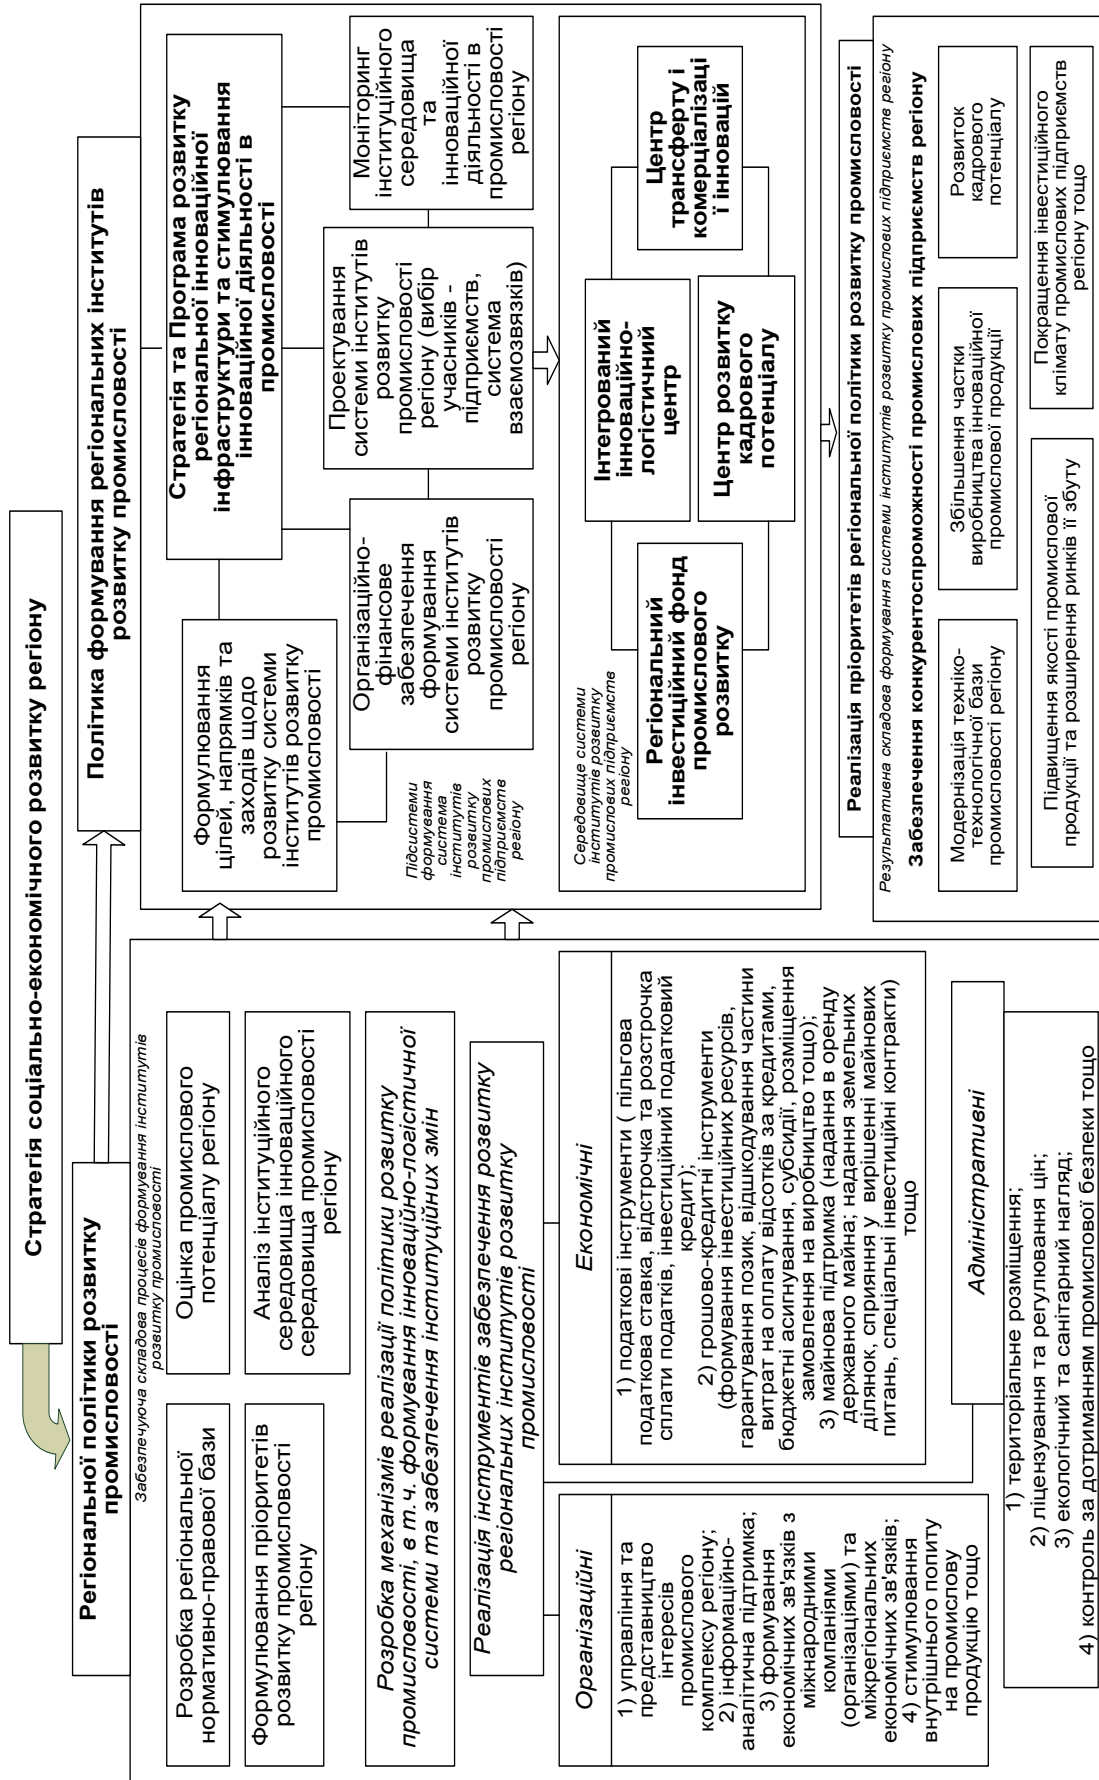 Стратегія соціально-економічного розвитку регіону
Регіональної політики розвитку
промисловості
Забезпечуюча складова процесів формування інститутів
розвитку промисловості
Розробка регіональної
нормативно-правової бази
Оцінка промислового
потенціалу регіону
Формулювання пріоритетів
розвитку промисловості
регіону
Аналіз інституційного
середовища інноваційного
середовища промисловості
регіону
Розробка механізмів реалізації політики розвитку
промисловості, в т.ч. формування інноваційно-логістичної
системи та забезпечення інституційних змін
Реалізація інструментів забезпечення розвитку
регіональних інститутів розвитку
промисловості
Організаційні
1) управління та
представництво
інтересів
промислового
комплексу регіону;
2) інформаційно-
аналітична підтримка;
3) формування
економічних зв'язків з
міжнародними
компаніями
(організаціями) та
міжрегіональних
економічних зв'язків;
4) стимулювання
внутрішнього попиту
на промислову
продукцію тощо
Економічні
1) податкові інструменти ( пільгова
податкова ставка, відстрочка та розстрочка
сплати податків, інвестиційний податковий
кредит);
2) грошово-кредитні інструменти
(формування інвестиційних ресурсів,
гарантування позик, відшкодування частини
витрат на оплату відсотків за кредитами,
бюджетні асигнування, субсидії, розміщення
замовлення на виробництво тощо);
3) майнова підтримка (надання в оренду
державного майна; надання земельних
ділянок, сприяння у вирішенні майнових
питань, спеціальні інвестиційні контракти)
тощо
Адміністративні
1) територіальне розміщення;
2) ліцензування та регулювання цін;
3) екологічний та санітарний нагляд;
4) контроль за дотриманням промислової безпеки тощо
Політика формування регіональних інститутів
розвитку промисловості
Формулювання
цілей, напрямків та
заходів щодо
розвитку системи
інститутів розвитку
промисловості
Стратегія та Програма розвитку
регіональної інноваційної
інфраструктури та стимулювання
інноваційної діяльності в
промисловості
Організаційно-
фінансове
забезпечення
формування
системи інститутів
розвитку
промисловості
регіону
Проектування
системи інститутів
розвитку
промисловості
регіону (вибір
учасників -
підприємств,
система
взаємозвязків)
Моніторинг
інституційного
середовища
та
інноваційної
діяльності в
промисловості
регіону
Підсистеми
формування
система
інститутів
розвитку
промислових
підприємств
регіону
Середовище системи
інститутів розвитку
промислових підприємств
регіону
Регіональний
інвестиційний фонд
промислового
розвитку
Інтегрований
інноваційно-
логістичний
центр
Центр
трансферту і
комерціалізаці
ї інновацій
Центр розвитку
кадрового
потенціалу
Реалізація пріоритетів регіональної політики розвитку промисловості
Результативна складова формування системи інститутів розвитку промислових підприємств регіону
Забезпечення конкурентоспроможності промислових підприємств регіону
Модернізація техніко-
технологічної бази
промисловості регіону
Збільшення частки
виробництва інноваційної
промислової продукції
Розвиток
кадрового
потенціалу
Підвищення якості промислової
продукції та розширення ринків її збуту
Покращення інвестиційного
клімату промислових підприємств
регіону тощо